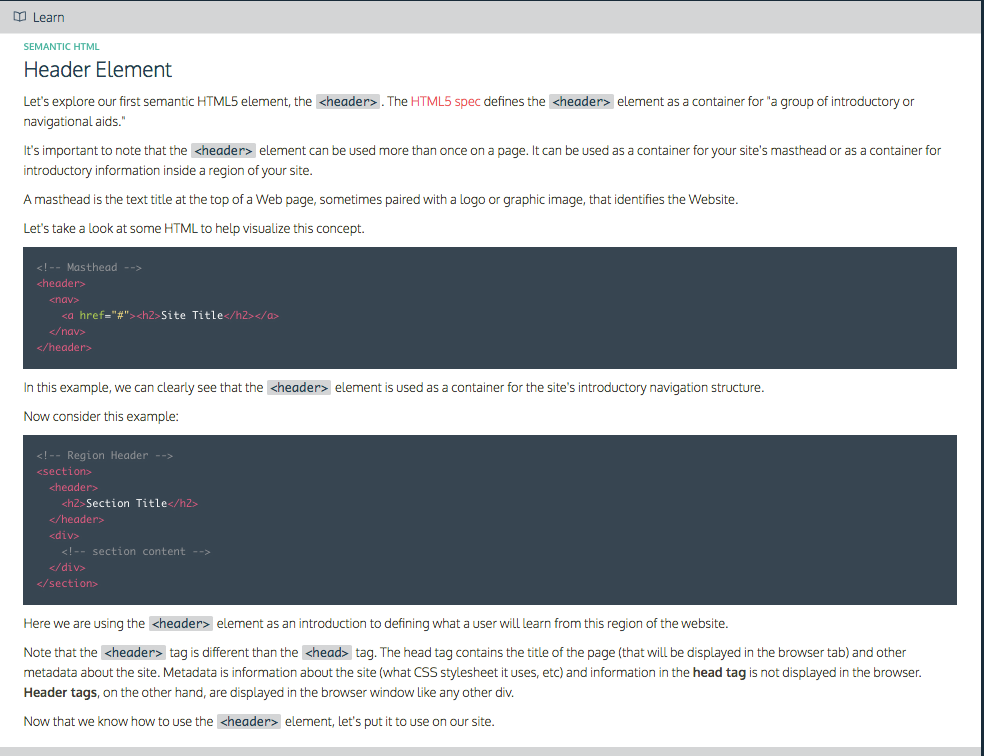 Learn
SEMANTIC HTML
Header Element
Let's explore our first semantic HTML5 element, the <header>. The HTML5 spec defines the <header> element as a container for "a group of introductory or
navigational aids."
It's important to note that the <header> element can be used more than once on a page. It can be used as a container for your site's masthead or as a container for
introductory information inside a region of your site.
A masthead is the text title at the top of a Web page, sometimes paired with a logo or graphic image, that identifies the Website.
Let's take a look at some HTML to help visualize this concept.
<!-- Masthead -->
<header>
  <nav>
    <a href="#"><h2>Site Title</h2></a>
  </nav>
</header>
In this example, we can clearly see that the <header> element is used as a container for the site's introductory navigation structure.
Now consider this example:
<!-- Region Header -->
<section>
  <header>
    <h2>Section Title</h2>
  </header>
  <div>
    <!-- section content -->
  </div>
</section>
Here we are using the <header> element as an introduction to defining what a user will learn from this region of the website.
Note that the <header> tag is different than the <head> tag. The head tag contains the title of the page (that will be displayed in the browser tab) and other
metadata about the site. Metadata is information about the site (what CSS stylesheet it uses, etc) and information in the head tag is not displayed in the browser.
Header tags, on the other hand, are displayed in the browser window like any other div.
Now that we know how to use the <header> element, let's put it to use on our site.